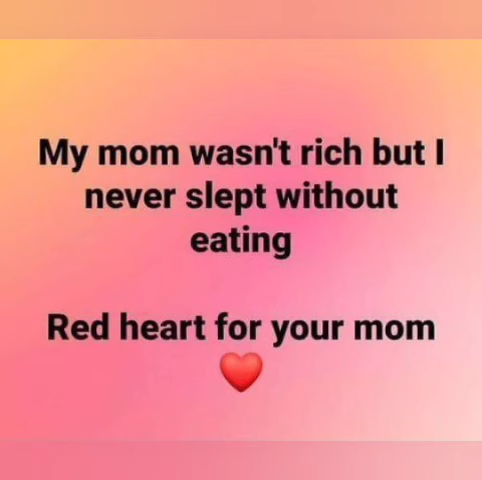 My mom wasn't rich but I
never slept without
eating
Red heart for your mom
❤️